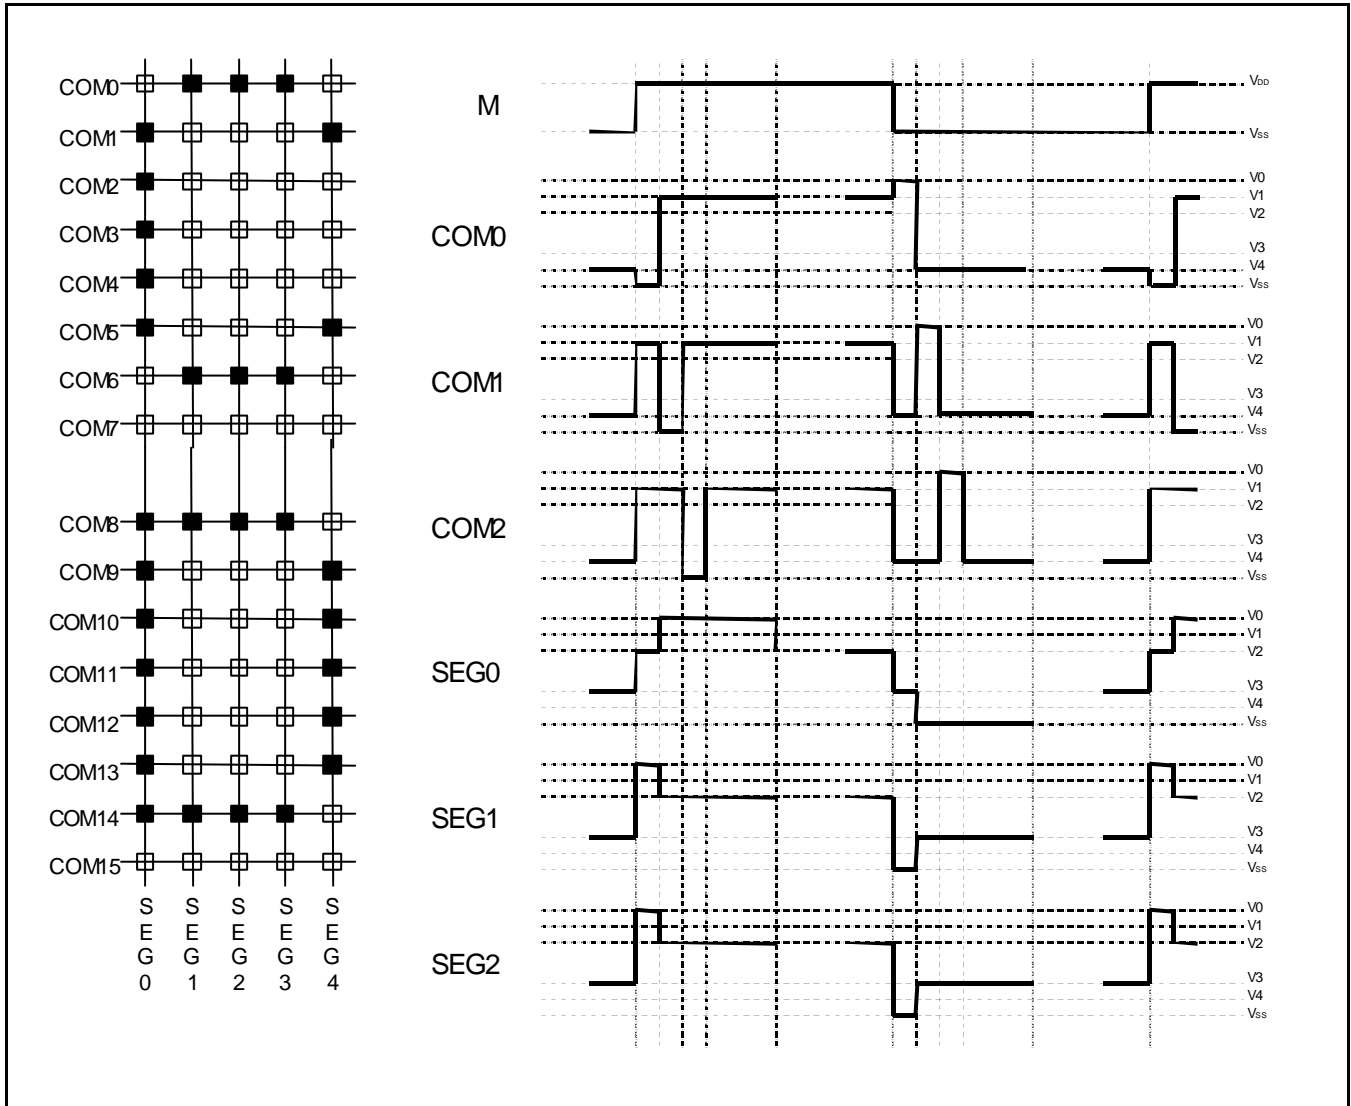 COM0
COM1
COM2
COM3
COM4
COM5
COM6
COM7
COM8
COM9
COM10
COM11
COM12
COM13
COM14
COM15
S
E
G
0
S
E
G
1
S
E
G
2
S
E
G
3
S
E
G
4
M
VDD
VSS
COM0
V0
V1
V2
V3
V4
VSS
COM1
V0
V1
V2
V3
V4
VSS
COM2
V0
V1
V2
V3
V4
VSS
SEG0
V0
V1
V2
V3
V4
VSS
SEG1
V0
V1
V2
V3
V4
VSS
SEG2
V0
V1
V2
V3
V4
VSS